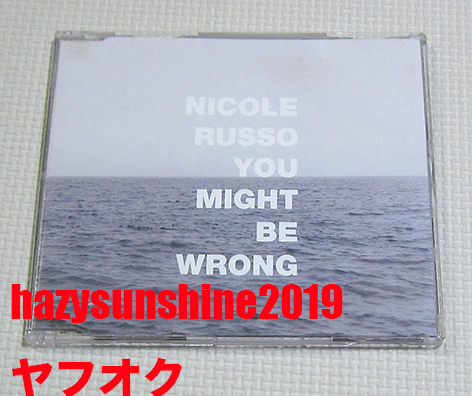 NICOLE
RUSSO
YOU
MIGHT
BE
WRONG
hazysunshine2019
ヤフオク